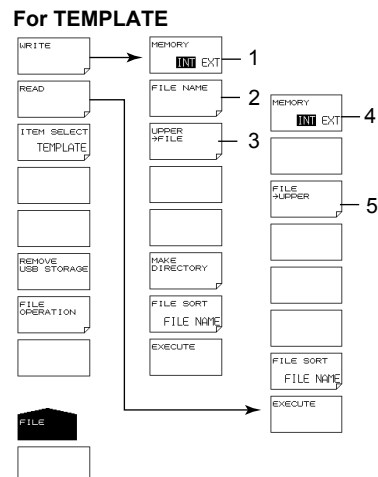 For TEMPLATE
WRITE
READ
ITEM SELECT
TEMPLATE
REMOVE
USB STORAGE
FILE
OPERATION
FILE
MEMORY
INT EXT
1
FILE NAME
2
UPPER
→FILE
3
MAKE
DIRECTORY
FILE SORT
FILE NAME
EXECUTE
MEMORY
INT EXT
4
FILE
→UPPER
5
FILE SORT
FILE NAME
EXECUTE